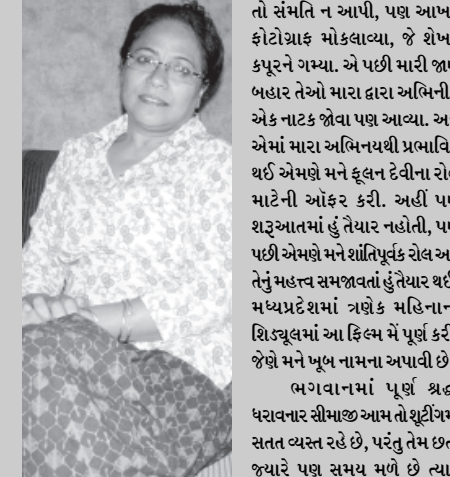 તો સંમતિ ન આપી, પણ આખ
ફોટોગ્રાફ મોકલાવ્યા, જે શેખ
કપૂરને ગમ્યા. એ પછી મારી જા
બહાર તેઓ મારા દ્વારા અભિની
એક નાટક જોવા પણ આવ્યા. અ
એમાં મારા અભિનયથી પ્રભાવિ
થઈ એમણે મને ફૂલન દેવીના રો
માટેની ઑફર કરી. અહીં પ
શરૂઆતમાં હું તૈયાર નહોતી, પ
પછી એમણે મને શાંતિપૂર્વક રોલ અ
તેનું મહત્ત્વ સમજાવતાં હું તૈયાર થઈ
મધ્યપ્રદેશમાં ત્રણેક મહિના
શિડ્યૂલમાં આ ફિલ્મ મેં પૂર્ણ કરી
જેણે મને ખૂબ નામના અપાવી છે
ભગવાનમાં પૂર્ણ શ્ર
ધરાવનાર સીમાજી આમ તો શૂટીંગ
સતત વ્યસ્ત રહે છે, પરંતુ તેમ છત
જ્યારે પણ સમય મળે છે ત્યા